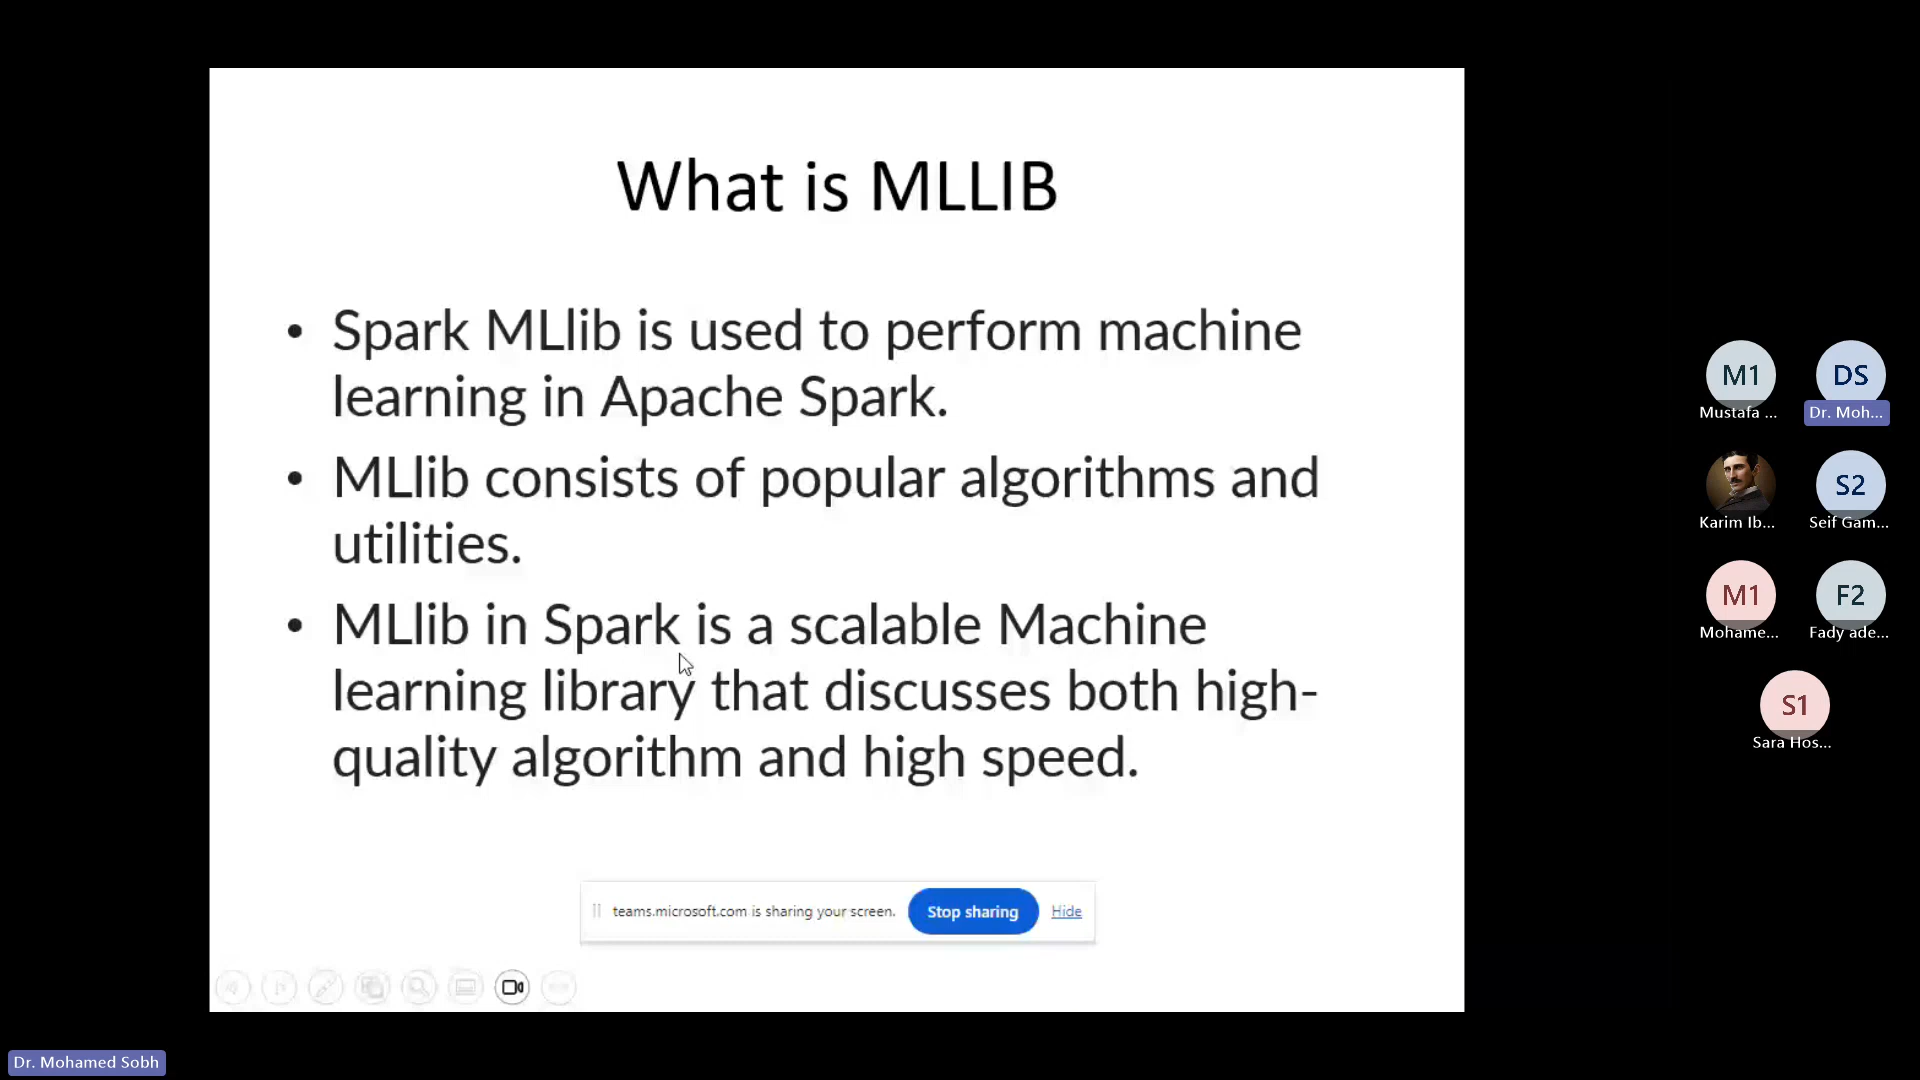 What is MLLIB
• Spark MLlib is used to perform machine
learning in Apache Spark.
• MLlib consists of popular algorithms and
utilities.
• MLlib in Spark is a scalable Machine
learning library that discusses both high-
quality algorithm and high speed.
teams.microsoft.com is sharing your screen. Stop sharing Hide
M1 DS
Mustafa ... Dr. Moh...
S2
Karim Ib... Seif Gam...
M1 F2
Mohame... Fady ade...
S1
Sara Hos...
Dr. Mohamed Sobh